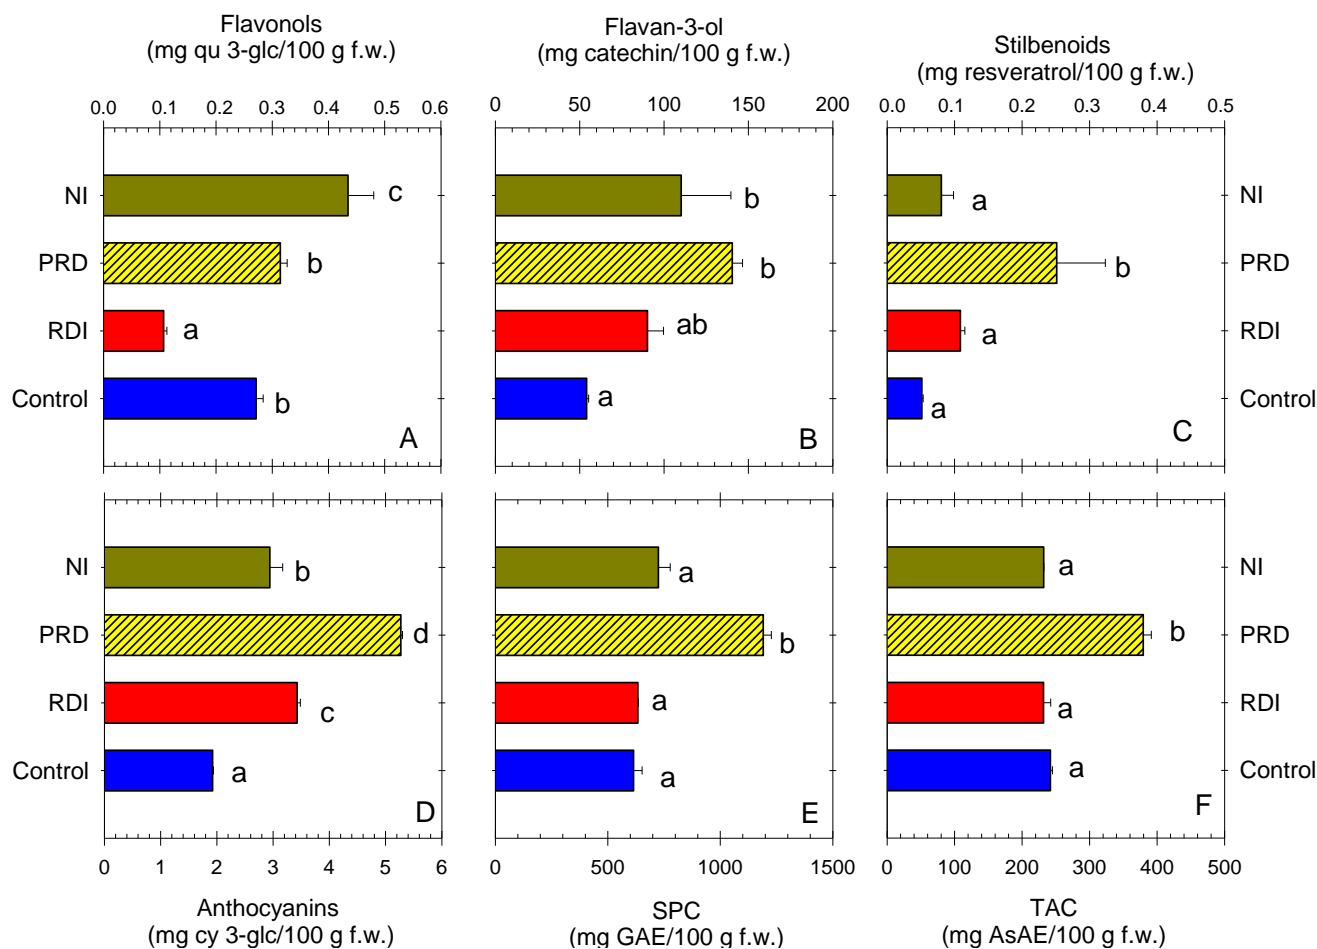 Flavonols
(mg qu 3-glc/100 g f.w.)
Flavan-3-ol
(mg catechin/100 g f.w.)
Stilbenoids
(mg resveratrol/100 g f.w.)
0.0 0.1 0.2 0.3 0.4 0.5 0.6
0 50 100 150 200
0.0 0.1 0.2 0.3 0.4 0.5
NI c b a NI
PRD b b b PRD
RDI a ab a RDI
Control b a a Control
A B C
NI b a a NI
PRD d b b PRD
RDI c a a RDI
Control a a a Control
D E F
0 1 2 3 4 5 6
0 500 1000 1500
0 100 200 300 400 500
Anthocyanins
(mg cy 3-glc/100 g f.w.)
SPC
(mg GAE/100 g f.w.)
TAC
(mg AsAE/100 g f.w.)